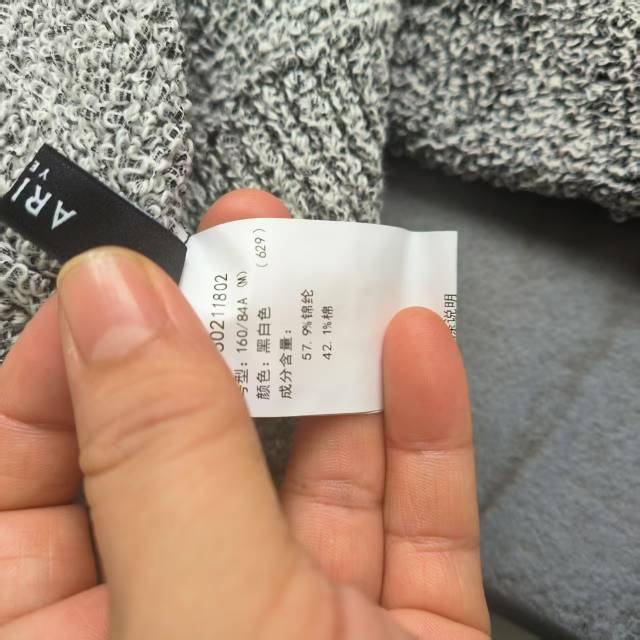 ARI
Y
0211802
号型：160/84A (M) (629)
颜色：黑白色
成分含量：
57.9%锦纶
42.1%棉
说明